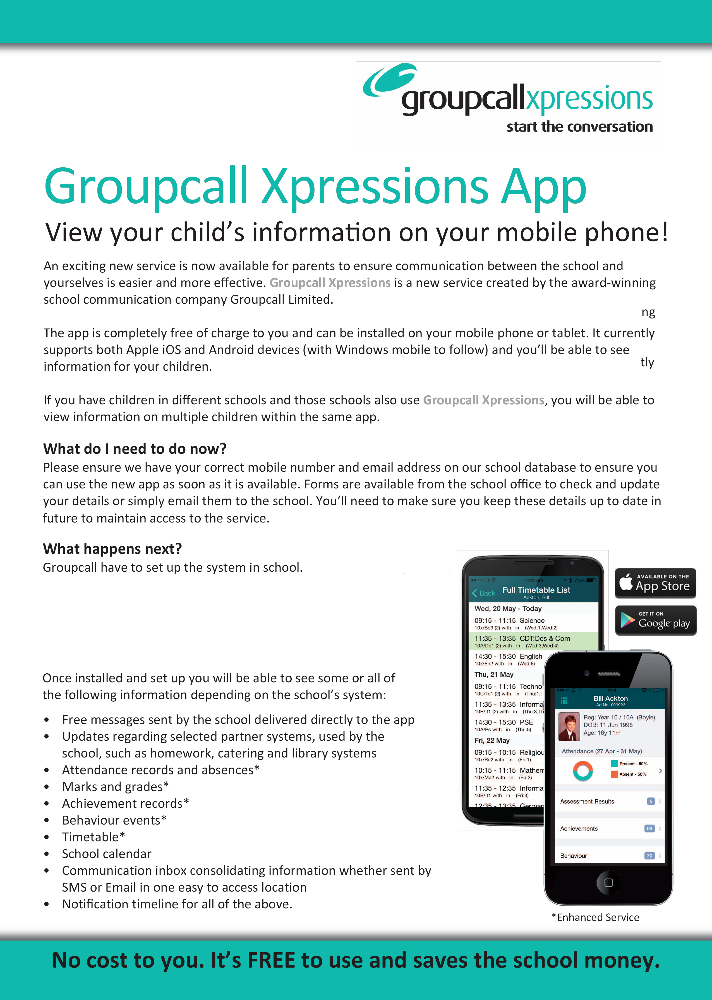 groupcallxpressions
start the conversation
Groupcall Xpressions App
View your child's information on your mobile phone!
An exciting new service is now available for parents to ensure communication between the school and
yourselves is easier and more effective. Groupcall Xpressions is a new service created by the award-winning
school communication company Groupcall Limited.
ng
The app is completely free of charge to you and can be installed on your mobile phone or tablet. It currently
supports both Apple iOS and Android devices (with Windows mobile to follow) and you'll be able to see
information for your children.
tly
If you have children in different schools and those schools also use Groupcall Xpressions, you will be able to
view information on multiple children within the same app.
What do I need to do now?
Please ensure we have your correct mobile number and email address on our school database to ensure you
can use the new app as soon as it is available. Forms are available from the school office to check and update
your details or simply email them to the school. You'll need to make sure you keep these details up to date in
future to maintain access to the service.
What happens next?
Groupcall have to set up the system in school.
Once installed and set up you will be able to see some or all of
the following information depending on the school's system:
• Free messages sent by the school delivered directly to the app
• Updates regarding selected partner systems, used by the
school, such as homework, catering and library systems
• Attendance records and absences*
• Marks and grades*
• Achievement records*
• Behaviour events*
• Timetable*
• School calendar
• Communication inbox consolidating information whether sent by
SMS or Email in one easy to access location
• Notification timeline for all of the above.
3 11:43 am 73%
Back Full Timetable List
Ackton, Bill
Wed, 20 May - Today
09:15 - 11:15 Science
10x/Sc3 (2) with in (Wed:1,Wed:2)
11:35 - 13:35 CDT:Des & Com
10A/Dc1 (2) with in (Wed:3,Wed:4)
14:30 - 15:30 English
10x/En2 with in (Wed:5)
Thu, 21 May
09:15 - 11:15 Technol
10C/Te1 (2) with in (Thu:1,T
11:35 - 13:35 Informa
10B/It1 (2) with in (Thu:3,Th
14:30 - 15:30 PSE
10A/Ps with in (Thu:5)
Fri, 22 May
09:15 - 10:15 Religiou
10x/Re2 with in (Fri:1)
10:15 - 11:15 Mathem
10x/Ma2 with in (Fri:2)
11:35 - 12:35 Informa
10B/It1 with in (Fri:3)
12:35 - 13:35 German
AVAILABLE ON THE
App Store
GET IT ON
Google play
EE 10:48
Bill Ackton
Ad No: 003923
Reg: Year 10 / 10A (Boyle)
DOB: 11 Jun 1998
Age: 16y 11m
Attendance (27 Apr - 31 May)
Present - 50%
Absent - 50%
Assessment Results 5
Achievements 59
Behaviour 70
*Enhanced Service
No cost to you. It's FREE to use and saves the school money.